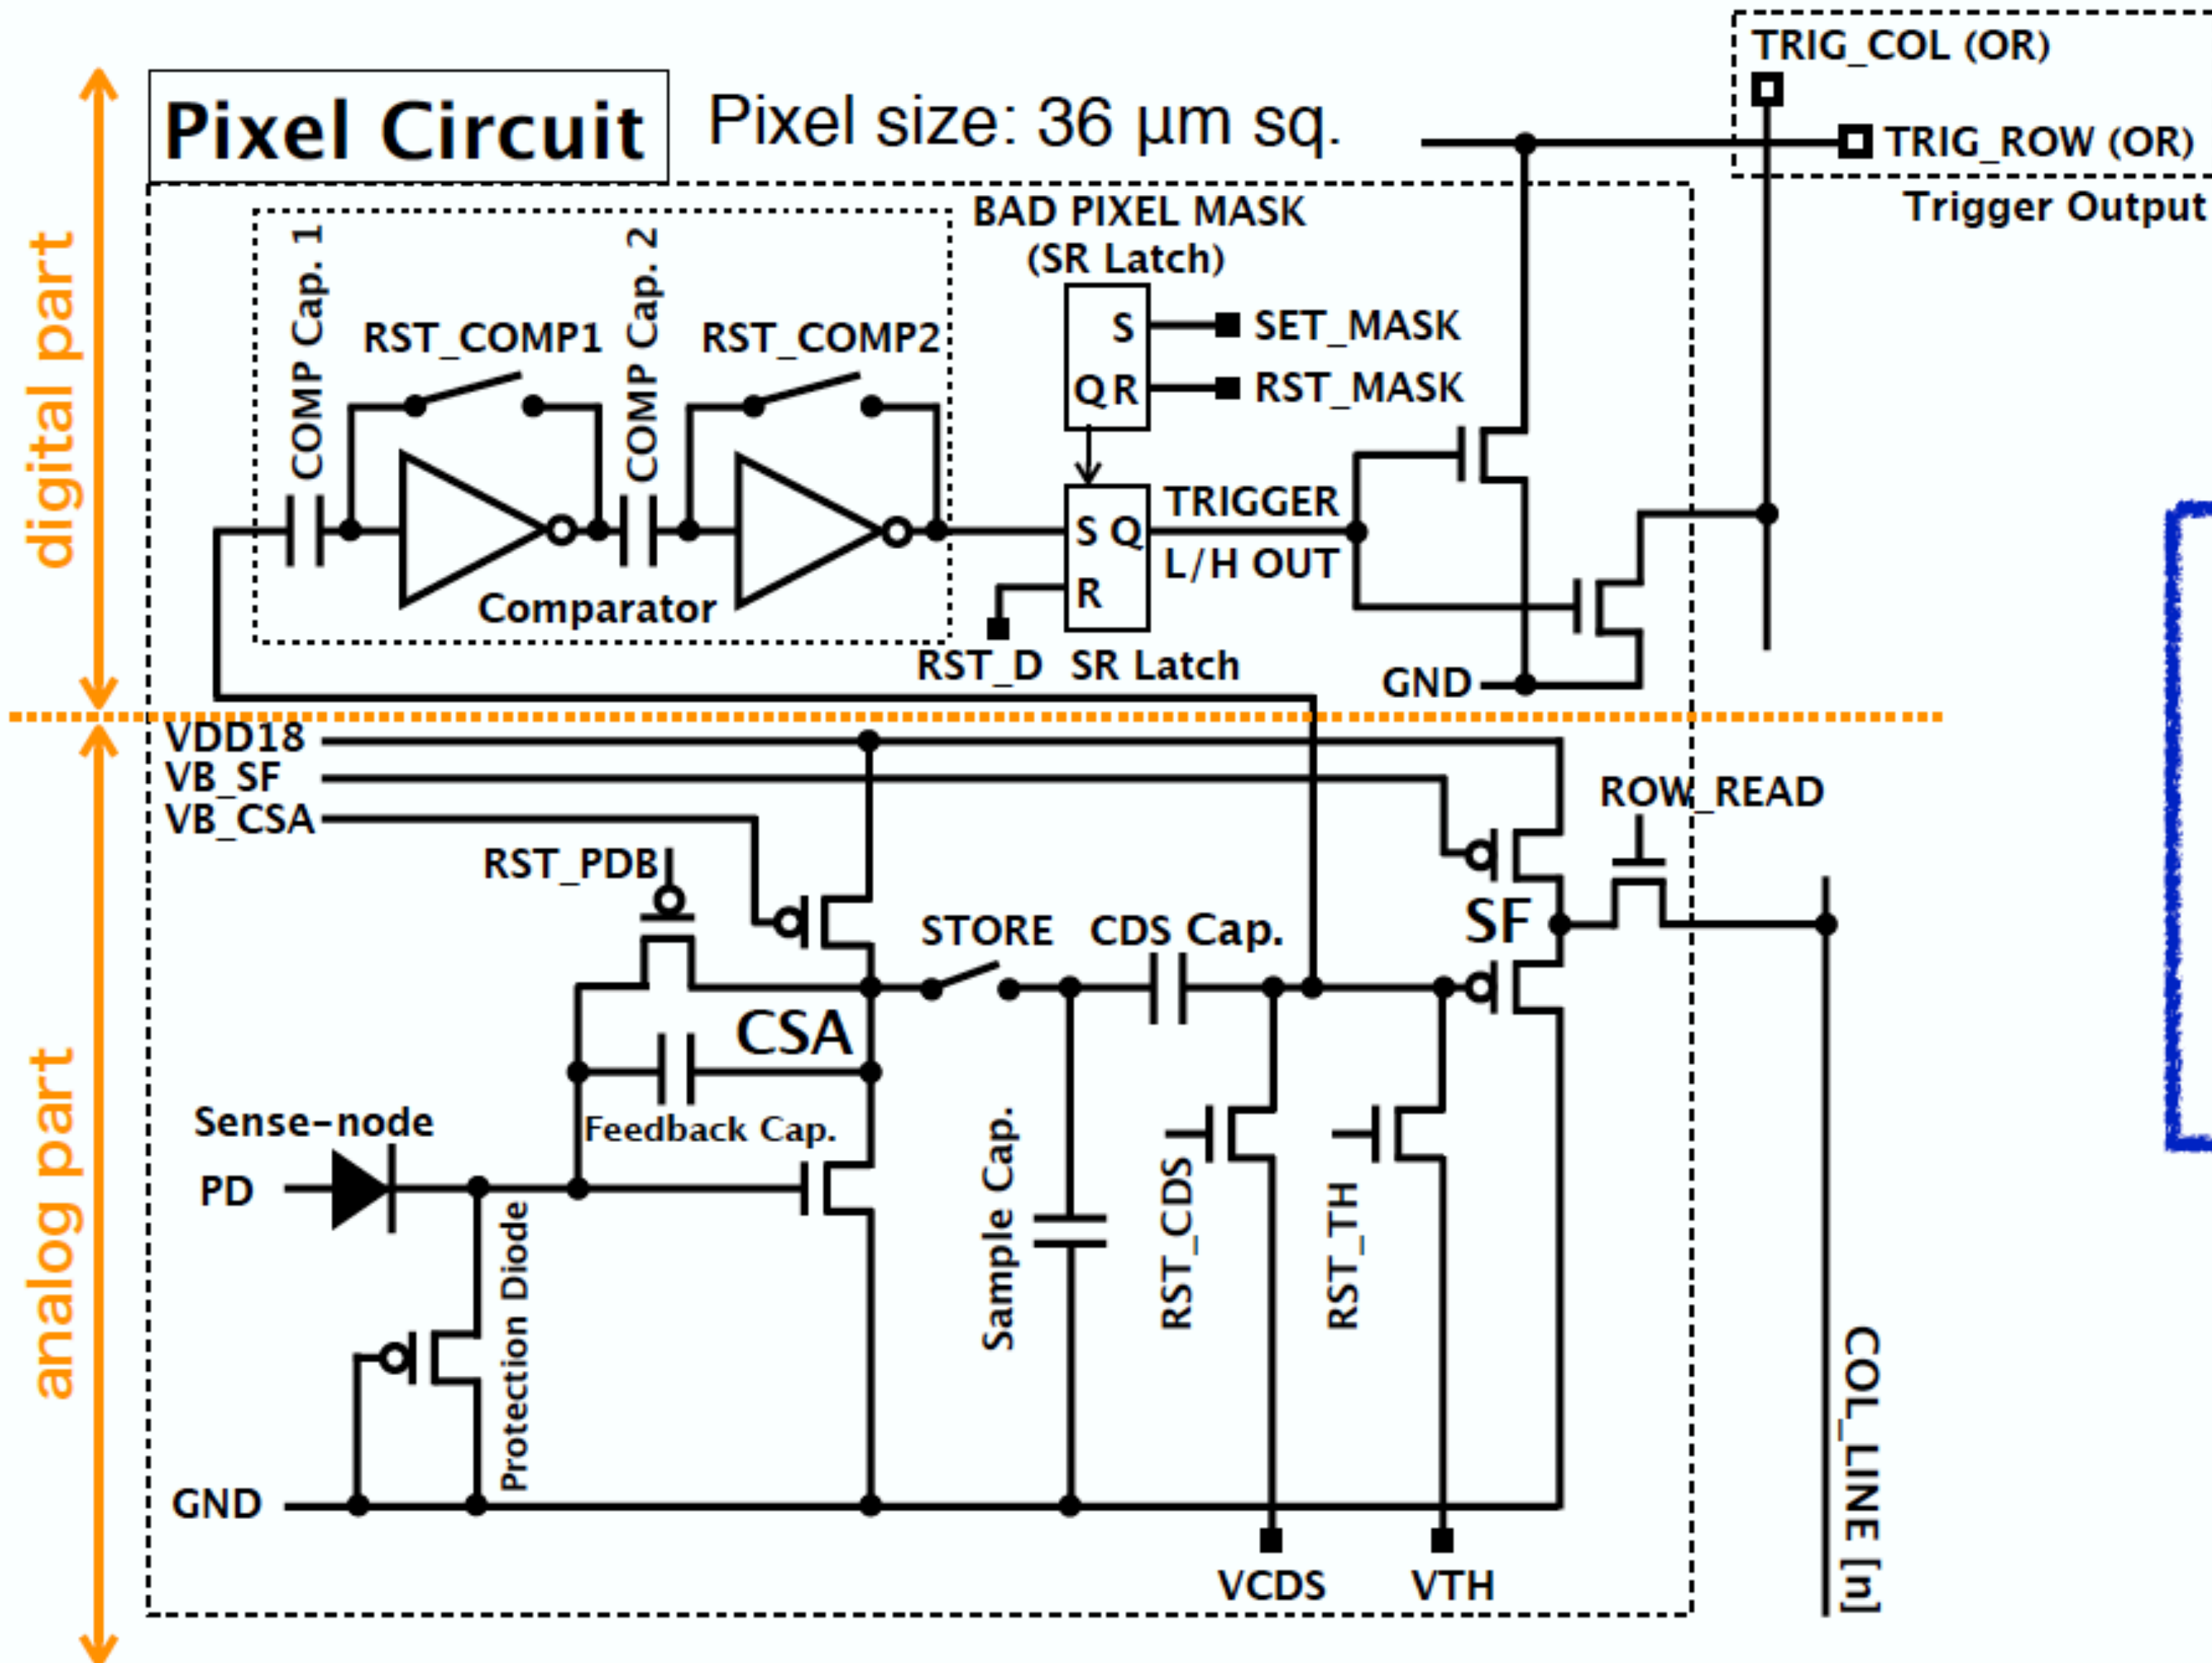 TRIG_COL (OR)
Pixel Circuit
Pixel size: 36 µm sq.
TRIG_ROW (OR)
Trigger Output
digital part
BAD PIXEL MASK
(SR Latch)
COMP Cap. 1
COMP Cap. 2
RST_COMP1
RST_COMP2
S
SET_MASK
Q R
RST_MASK
TRIGGER
S Q
L/H OUT
R
Comparator
RST_D
SR Latch
GND
VDD18
VB_SF
VB_CSA
ROW_READ
RST_PDB
STORE
CDS Cap.
SF
CSA
analog part
Sense-node
Feedback Cap.
PD
Protection Diode
Sample Cap.
RST_CDS
RST_TH
COL_LINE [n]
GND
VCDS
VTH